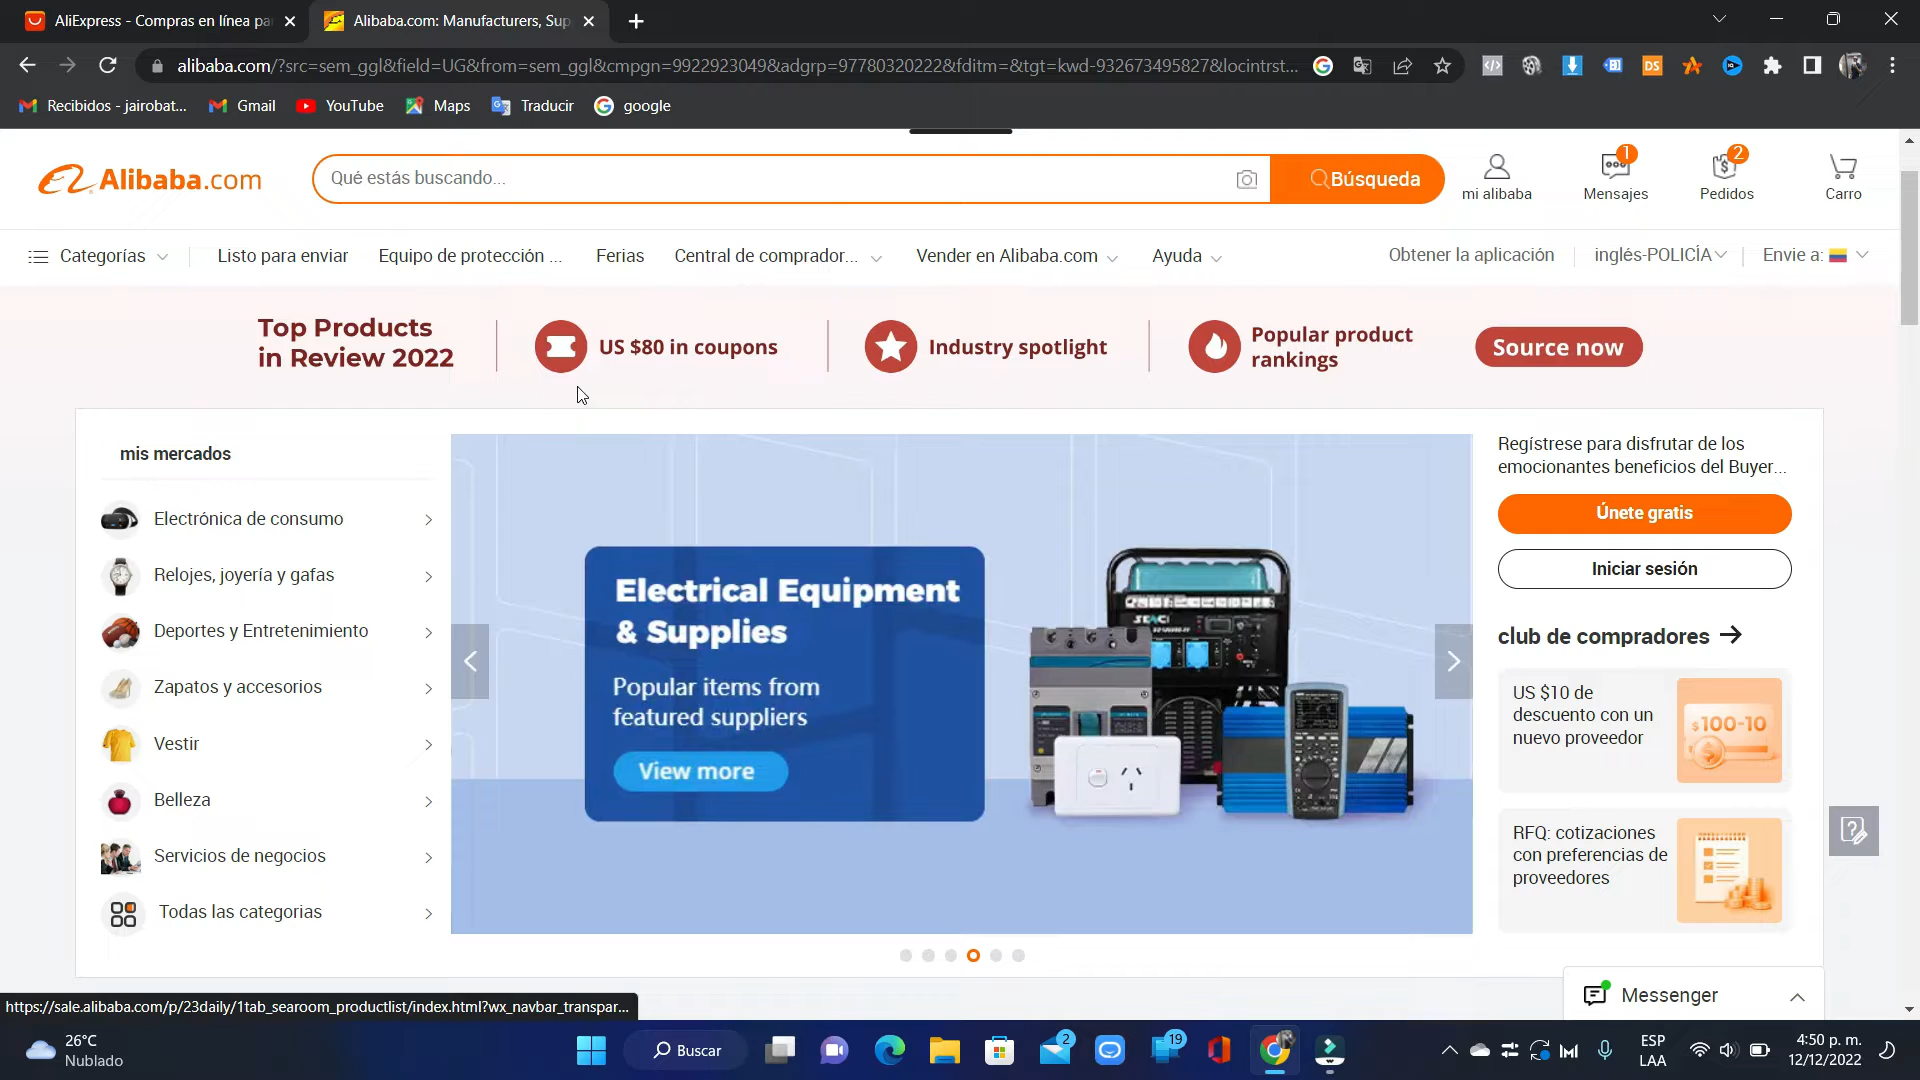 AliExpress - Compras en línea pa
Alibaba.com: Manufacturers, Sup
alibaba.com/?src=sem_ggl&field=UG&from=sem_ggl&cmpgn=9922923049&adgrp=97780320222&fditm=&tgt=kwd-932673495827&locintrst...
Recibidos - jairobat...
Gmail
YouTube
Maps
Traducir
google
Alibaba.com
Qué estás buscando...
Búsqueda
mi alibaba
1
Mensajes
2
Pedidos
Carro
Categorías
Listo para enviar
Equipo de protección ...
Ferias
Central de comprador...
Vender en Alibaba.com
Ayuda
Obtener la aplicación
inglés-POLICÍA
Envie a:
Top Products
in Review 2022
US $80 in coupons
Industry spotlight
Popular product
rankings
Source now
mis mercados
Electrónica de consumo
Relojes, joyería y gafas
Deportes y Entretenimiento
Zapatos y accesorios
Vestir
Belleza
Servicios de negocios
Todas las categorias
Electrical Equipment
& Supplies
Popular items from
featured suppliers
View more
Regístrese para disfrutar de los
emocionantes beneficios del Buyer...
Únete gratis
Iniciar sesión
club de compradores
US $10 de
descuento con un
nuevo proveedor
$100-10
RFQ: cotizaciones
con preferencias de
proveedores
Messenger
https://sale.alibaba.com/p/23daily/1tab_searoom_productlist/index.html?wx_navbar_transpar...
26°C
Nublado
Buscar
2
19
ESP
LAA
4:50 p. m.
12/12/2022